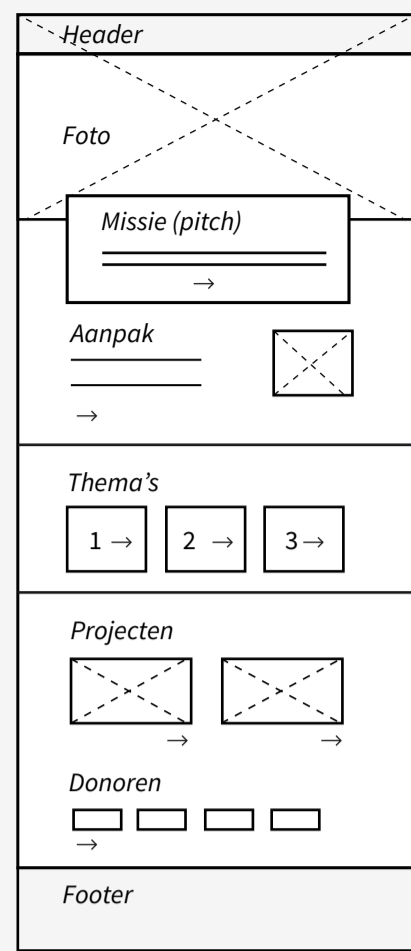 Header
Foto
Missie (pitch)
→
Aanpak
→
Thema's
1 → 2 → 3 →
Projecten
→ →
Donoren
→
Footer